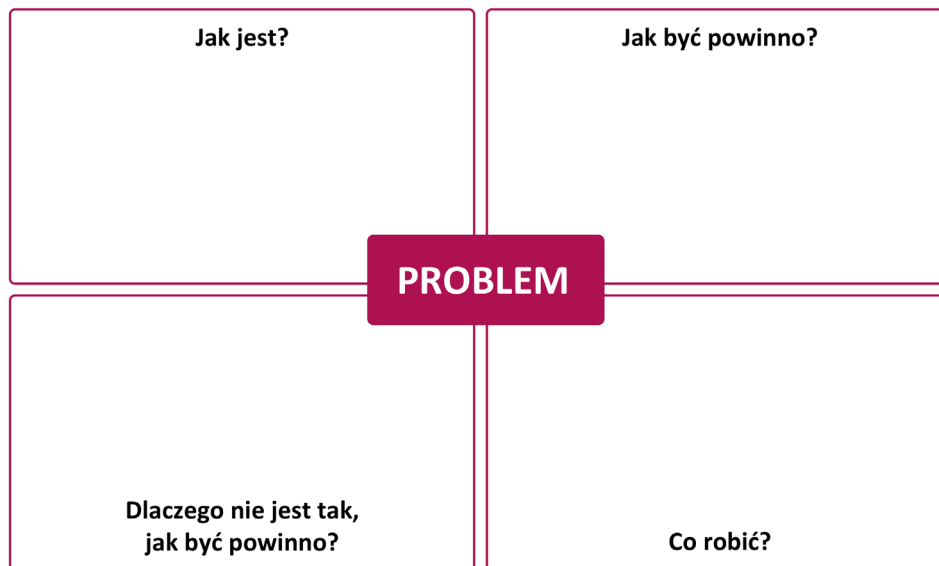 Jak jest?
Jak być powinno?
PROBLEM
Dlaczego nie jest tak,
jak być powinno?
Co robić?